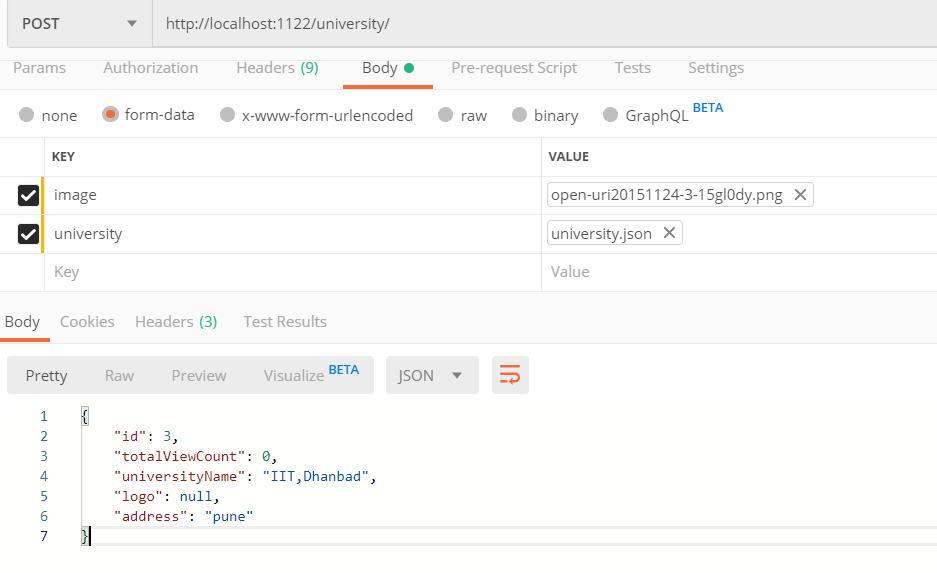 POST http://localhost:1122/university/
Params Authorization Headers (9) Body Pre-request Script Tests Settings
none form-data x-www-form-urlencoded raw binary GraphQL BETA
KEY VALUE
image open-uri20151124-3-15gl0dy.png
university university.json
Key Value
Body Cookies Headers (3) Test Results
Pretty Raw Preview Visualize BETA JSON
1 {
2 "id": 3,
3 "totalViewCount": 0,
4 "universityName": "IIT,Dhanbad",
5 "logo": null,
6 "address": "pune"
7 }